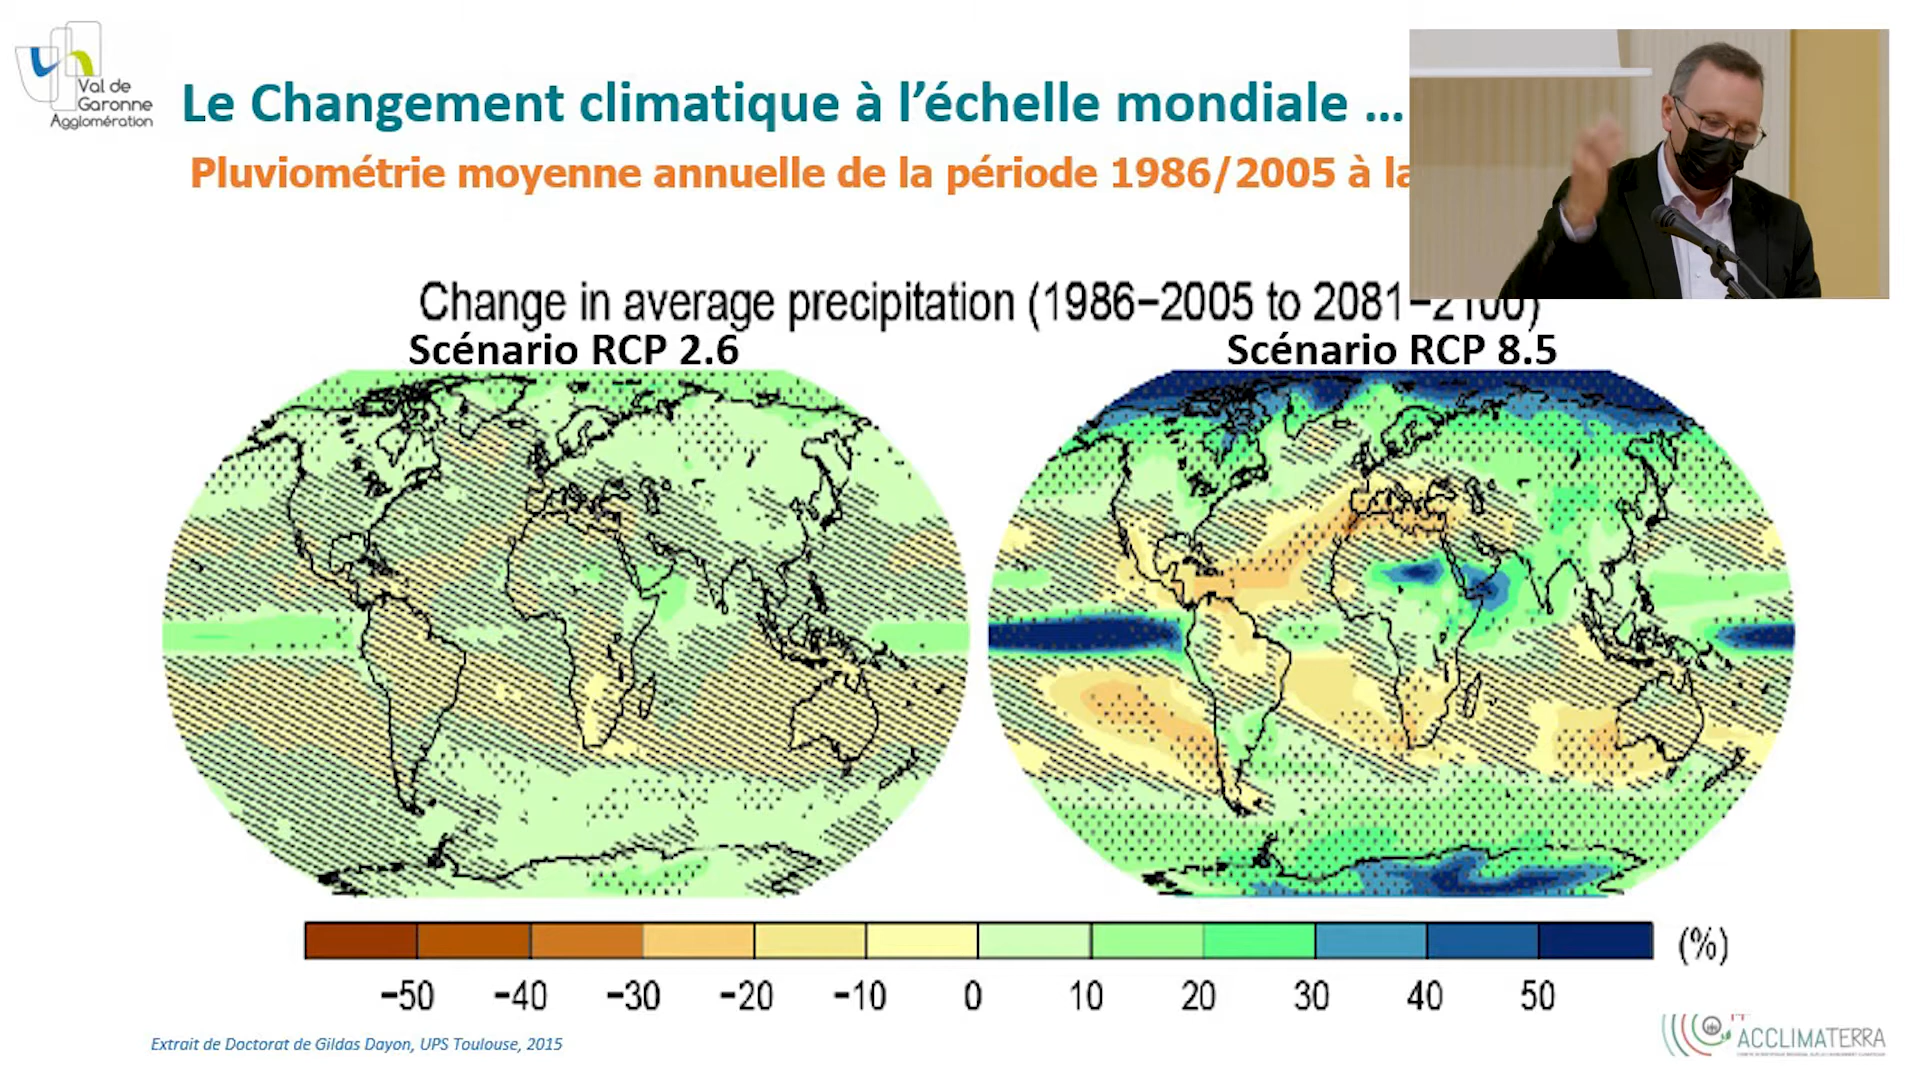 Val de
Garonne
Agglomération
Le Changement climatique à l’échelle mondiale ...
Pluviométrie moyenne annuelle de la période 1986/2005 à la
Change in average precipitation (1986−2005 to 2081−2100)
Scénario RCP 2.6
Scénario RCP 8.5
(%)
−50 −40 −30 −20 −10 0 10 20 30 40 50
Extrait de Doctorat de Gildas Dayon, UPS Toulouse, 2015
ACCLIMATERRA